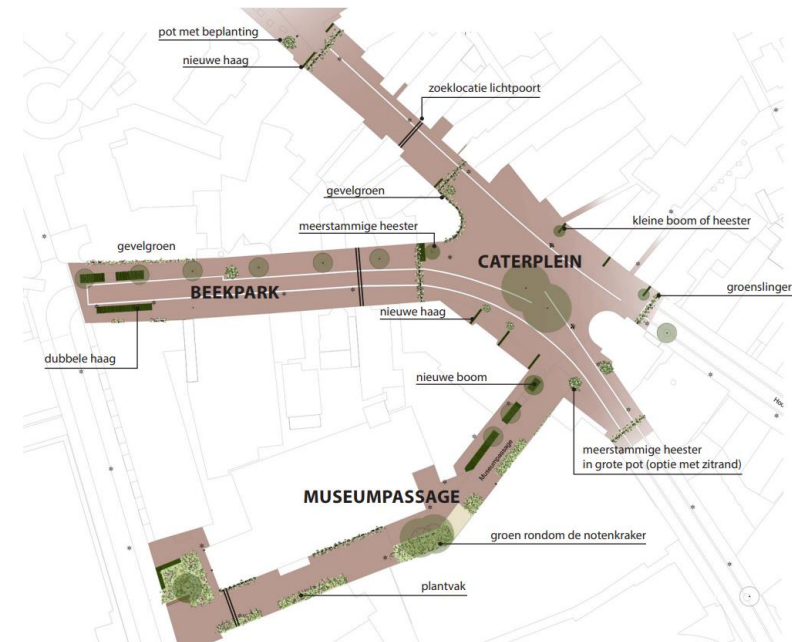 pot met beplanting
nieuwe haag
zoeklocatie lichtpoort
gevelgroen
meerstammige heester
kleine boom of heester
gevelgroen
CATERPLEIN
BEEKPARK
groenslinger
nieuwe haag
dubbele haag
nieuwe boom
Museumpassage
meerstammige heester
in grote pot (optie met zitrand)
MUSEUMPASSAGE
groen rondom de notenkraker
plantvak